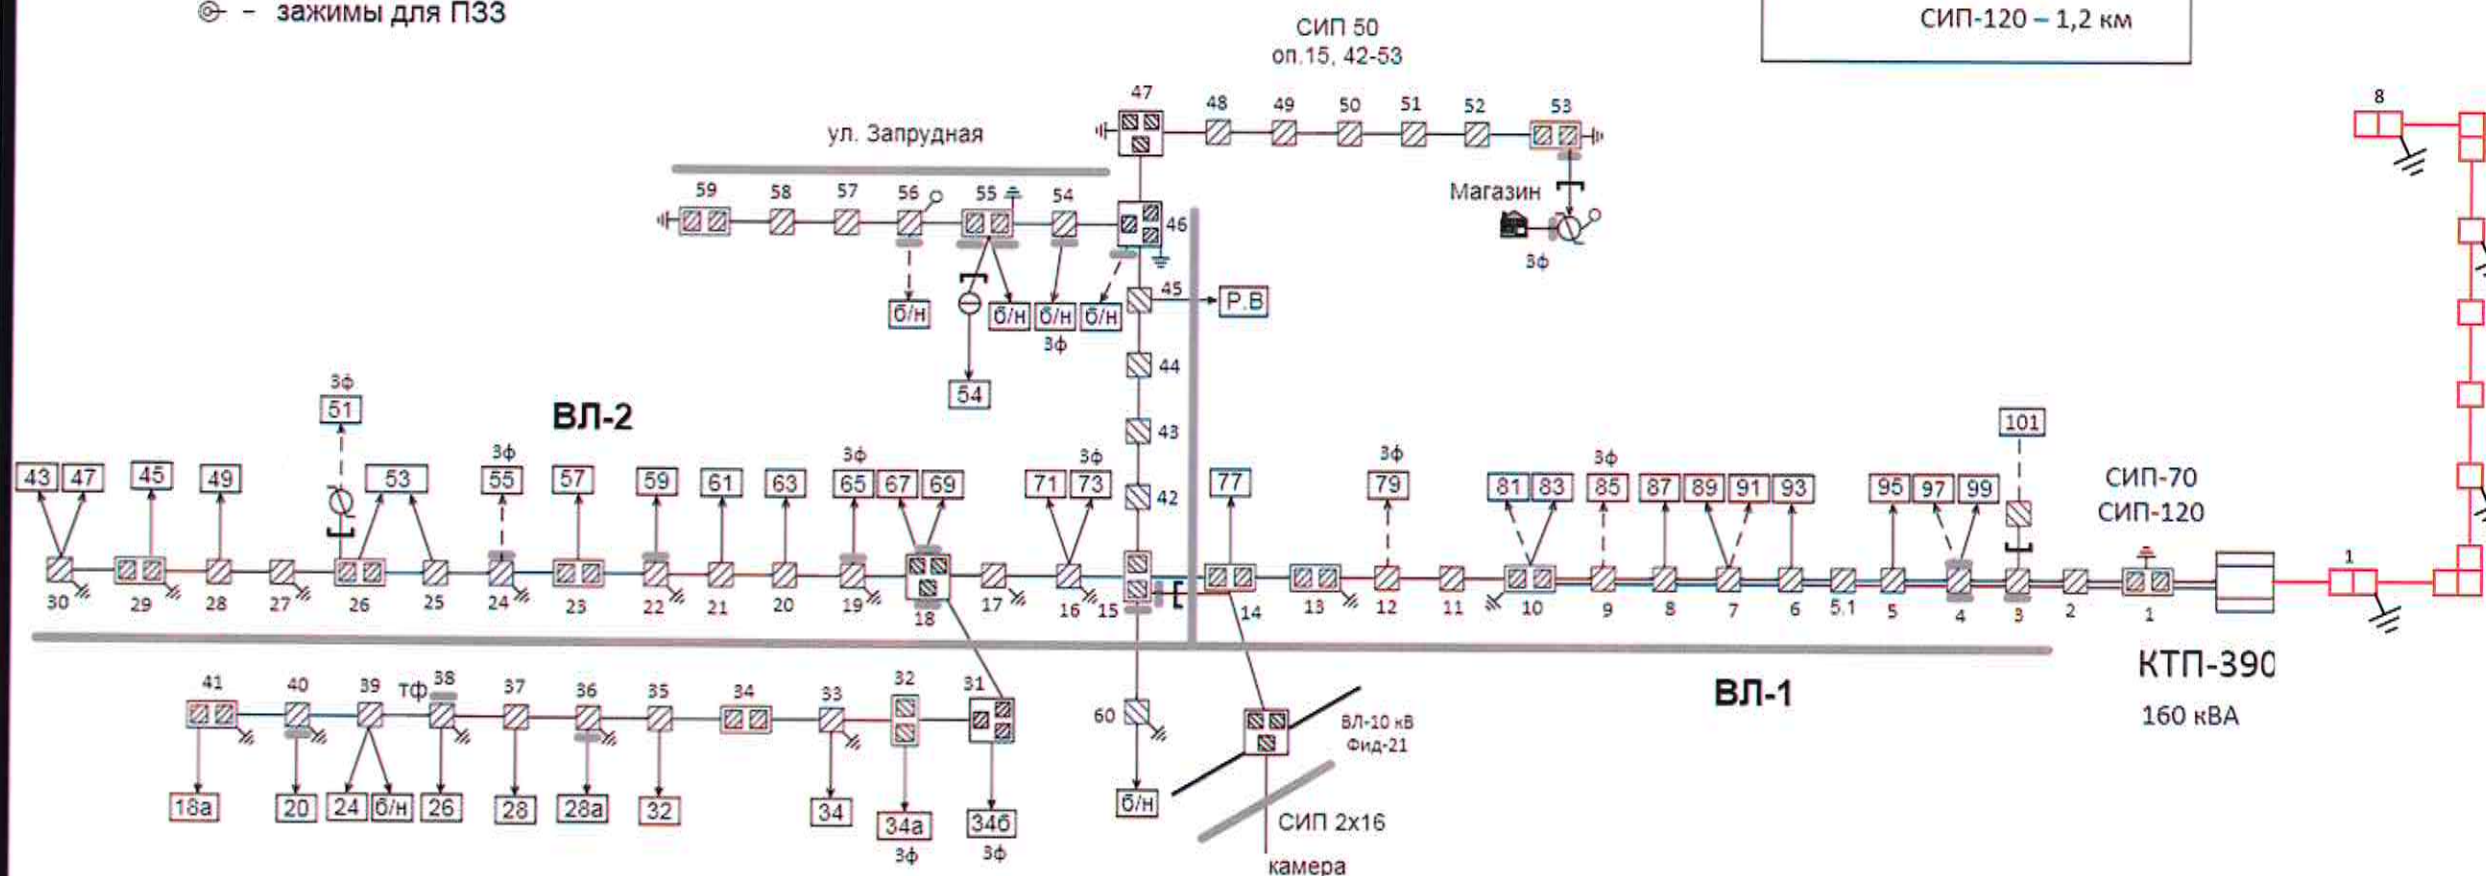 – зажимы для ПЗЗ
СИП-120 – 1,2 км
СИП 50
оп.15, 42-53
8
47 48 49 50 51 52 53
ул. Запрудная
59 58 57 56 55 54
46
Магазин
3ф
б/н б/н б/н б/н
3ф
45 Р.В
44
54
3ф
51
ВЛ-2
43
101
42
3ф 3ф 3ф 3ф 3ф
43 47 45 49 53 55 57 59 61 63 65 67 69 71 73 77 79 81 83 85 87 89 91 93 95 97 99
СИП-70
СИП-120
1
30 29 28 27 26 25 24 23 22 21 20 19 18 17 16 15 14 13 12 11 10 9 8 7 6 5.1 5 4 3 2 1
КТП-390
160 кВА
ВЛ-1
41 40 39 тф 38 37 36 35 34 33 32 31
60
ВЛ-10 кВ
Фид-21
18а 20 24 б/н 26 28 28а 32 34 34а 34б б/н
3ф 3ф
СИП 2х16
камера